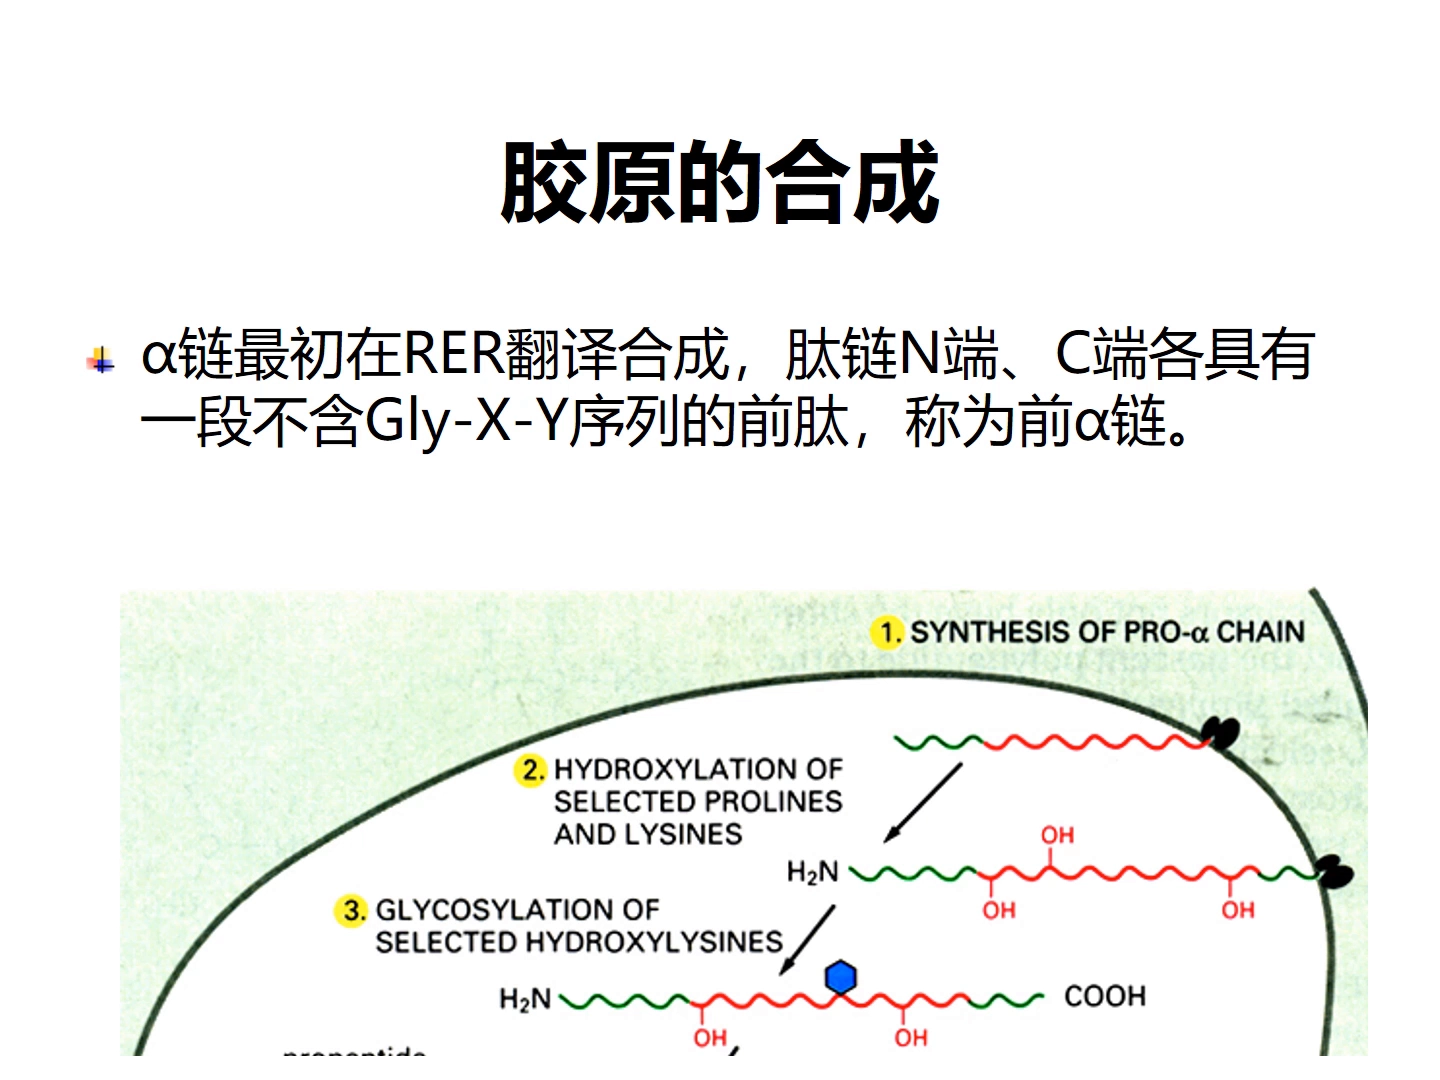 胶原的合成
α链最初在RER翻译合成，肽链N端、C端各具有
一段不含Gly-X-Y序列的前肽，称为前α链。
1. SYNTHESIS OF PRO-α CHAIN
2. HYDROXYLATION OF
SELECTED PROLINES
AND LYSINES
OH
H₂N
OH
OH
3. GLYCOSYLATION OF
SELECTED HYDROXYLYSINES
H₂N
COOH
OH
OH
propeptide